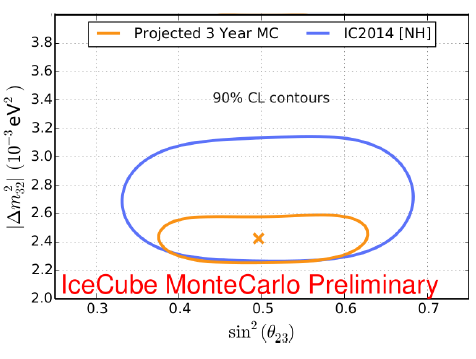 3.8
3.6
3.4
3.2
3.0
2.8
2.6
2.4
2.2
2.0
|Δm²₃₂| (10⁻³ eV²)
Projected 3 Year MC
IC2014 [NH]
90% CL contours
IceCube MonteCarlo Preliminary
0.3 0.4 0.5 0.6 0.7
sin² (θ₂₃)